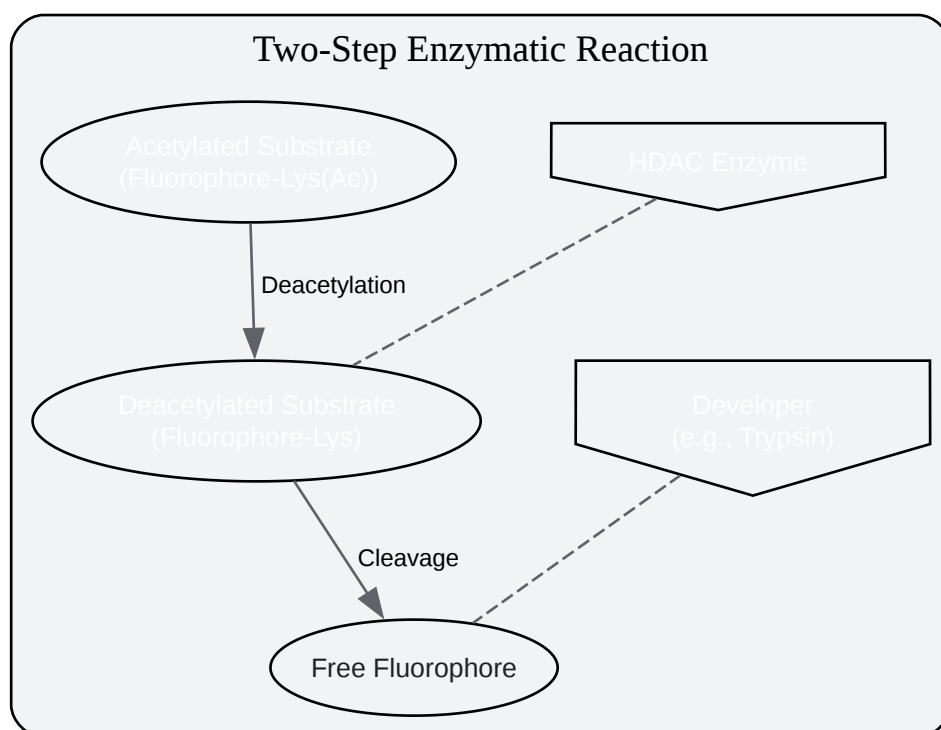 Two-Step Enzymatic Reaction
Acetylated Substrate
(Fluorophore-Lys(Ac))
HDAC Enzyme
Deacetylation
Deacetylated Substrate
(Fluorophore-Lys)
Developer
(e.g., Trypsin)
Cleavage
Free Fluorophore